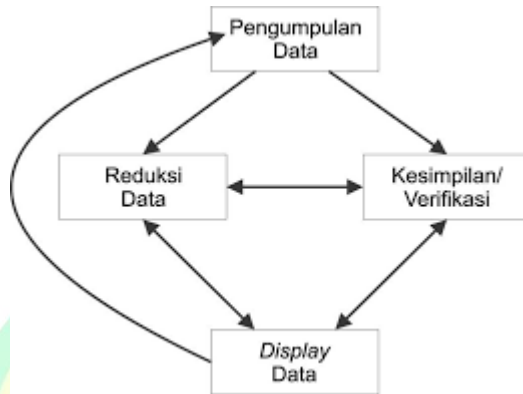 Pengumpulan
Data
Reduksi
Data
Kesimpilan/
Verifikasi
Display
Data